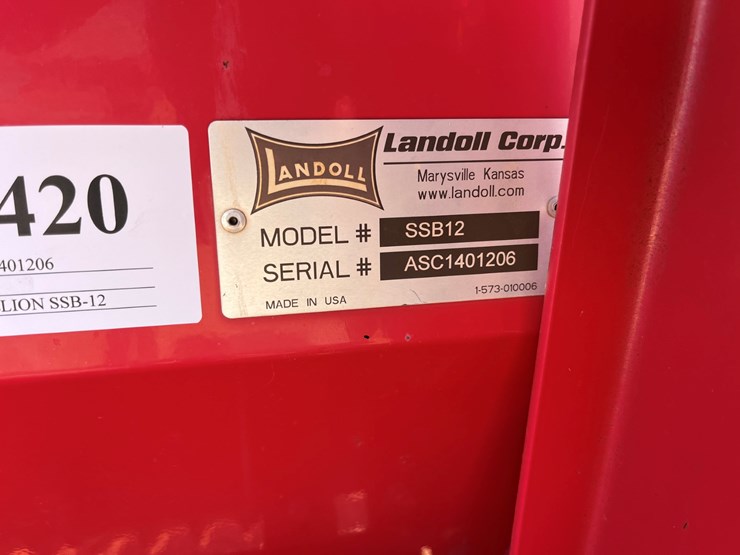 420
401206
LION SSB-12
LANDOLL
Landoll Corp.
Marysville Kansas
www.landoll.com
MODEL # SSB12
SERIAL # ASC1401206
MADE IN USA
1-573-010006